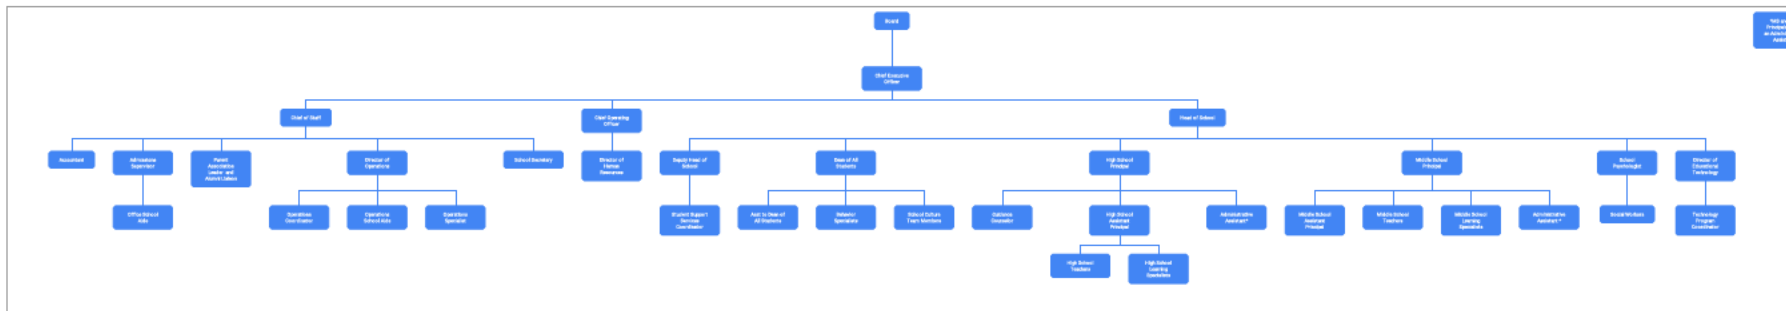 Board
Chief Executive
Officer
Chief of Staff
Chief Operating
Officer
Head of School
Accountant
Admissions
Supervisor
Parent
Association
Leader and
Alumni Liaison
Director of
Operations
School Secretary
Director of
Human
Resources
Deputy Head of
School
Dean of All
Students
High School
Principal
Middle School
Principal
School
Psychologist
Director of
Educational
Technology
Office School
Aide
Operations
Coordinator
Operations
School Aide
Operations
Specialist
Student Support
Services
Coordinator
Asst to Dean of
All Students
Behavior
Specialist
School Culture
Team Members
Guidance
Counselor
High School
Assistant
Principal
Administrative
Assistant*
Middle School
Assistant
Principal
Middle School
Teachers
Middle School
Learning
Specialists
Administrative
Assistant*
Social Workers
Technology
Program
Coordinator
High School
Teachers
High School
Learning
Specialists